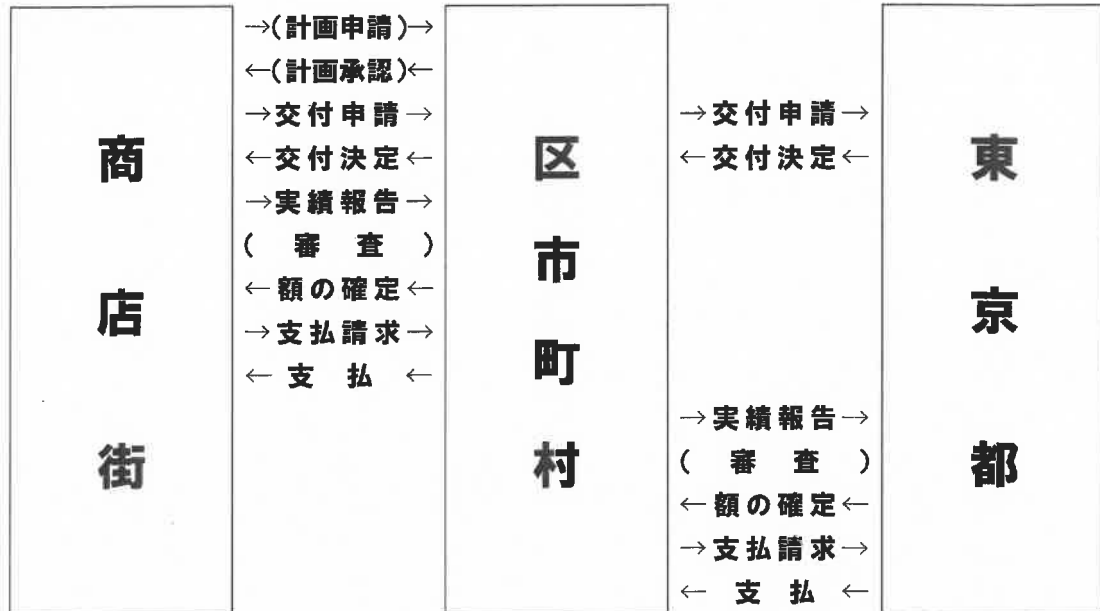 商店街
→(計画申請)→
←(計画承認)←
→交付申請→
←交付決定←
→実績報告→
(審査)
←額の確定←
→支払請求→
←支払←
区市町村
→交付申請→
←交付決定←
→実績報告→
(審査)
←額の確定←
→支払請求→
←支払←
東京都